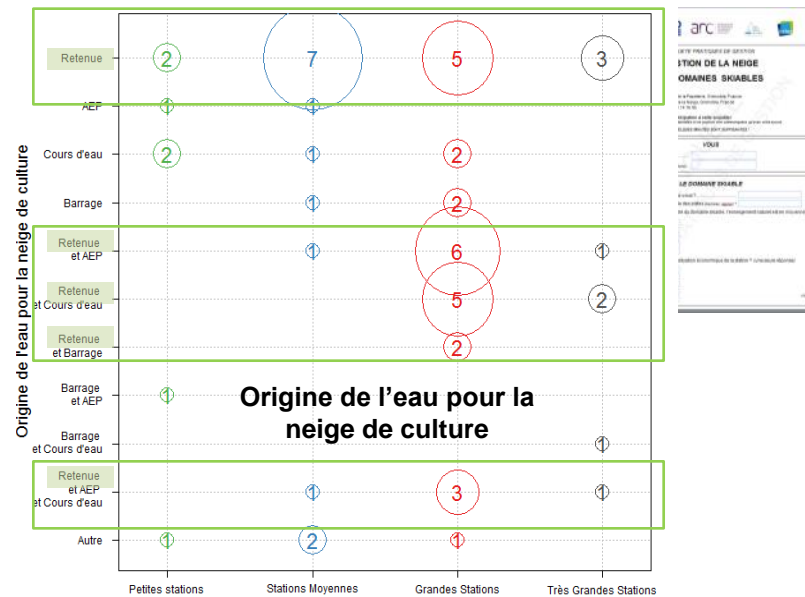 Origine de l'eau pour la neige de culture
Retenue
2
7
5
3
AEP
1
1
Cours d'eau
2
1
2
Barrage
1
2
Retenue
et AEP
1
6
1
Retenue
et Cours d'eau
5
2
Retenue
et Barrage
2
Barrage
et AEP
1
Origine de l'eau pour la
neige de culture
Barrage
et Cours d'eau
1
Retenue
et AEP
et Cours d'eau
1
3
1
Autre
1
2
1
Petites stations
Stations Moyennes
Grandes Stations
Très Grandes Stations
arc
TION DE LA NEIGE
OMAINES SKIABLES
VOUS
LE DOMAINE SKIABLE